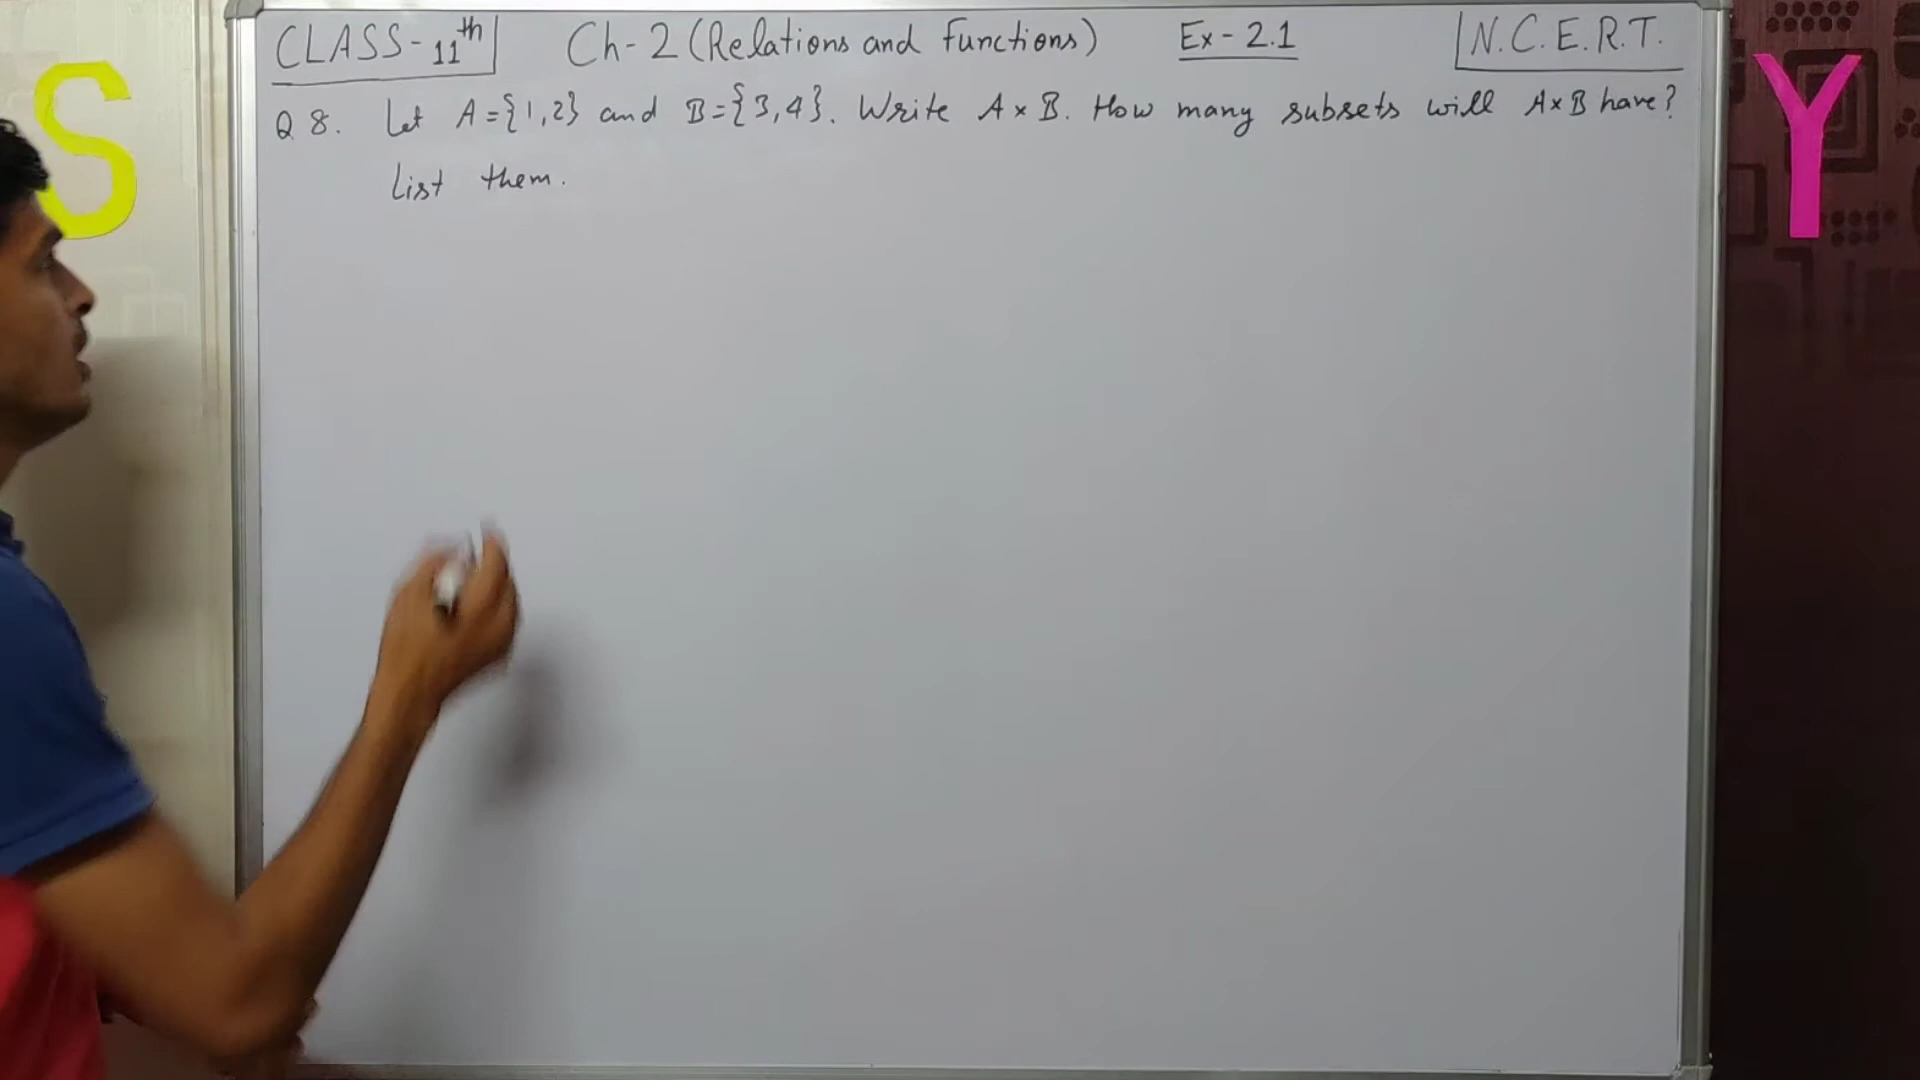 S
Y
CLASS-11th Ch-2 (Relations and functions) Ex-2.1 N.C.E.R.T.
Q 8. Let A={1,2} and B={3,4}. Write A×B. How many subsets will A×B have?
List them.